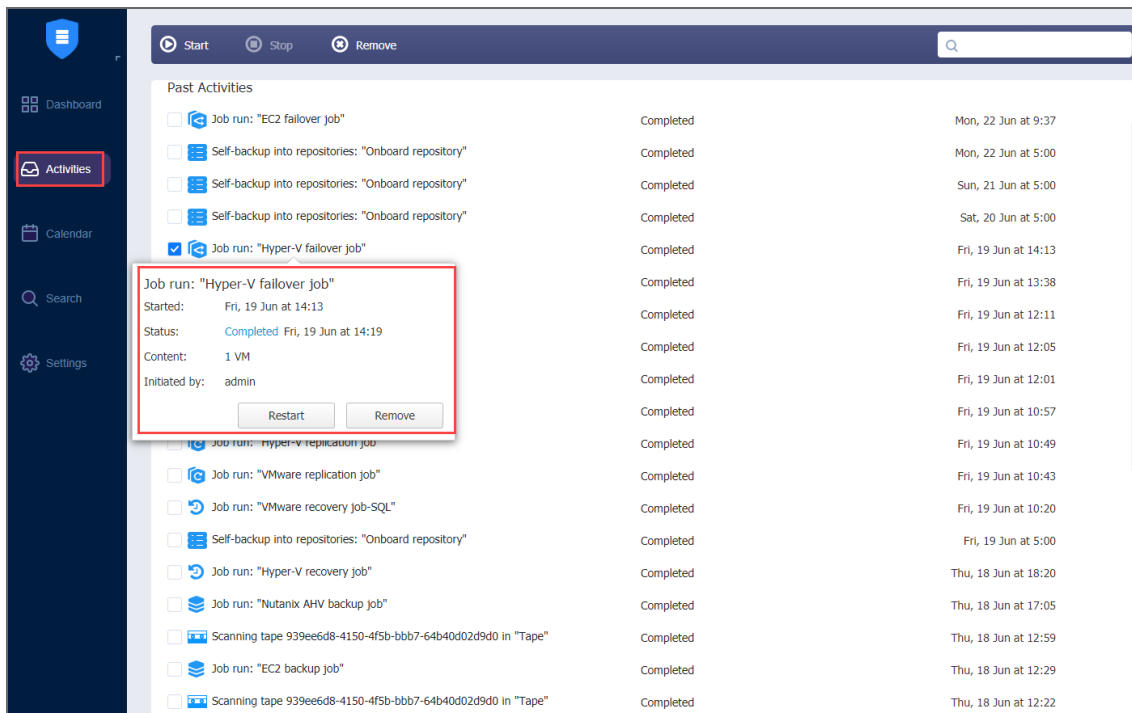 Start Stop Remove
Past Activities
Dashboard
Job run: "EC2 failover job" Completed Mon, 22 Jun at 9:37
Self-backup into repositories: "Onboard repository" Completed Mon, 22 Jun at 5:00
Activities
Self-backup into repositories: "Onboard repository" Completed Sun, 21 Jun at 5:00
Self-backup into repositories: "Onboard repository" Completed Sat, 20 Jun at 5:00
Calendar
Job run: "Hyper-V failover job" Completed Fri, 19 Jun at 14:13
Completed Fri, 19 Jun at 13:38
Job run: "Hyper-V failover job"
Search
Started: Fri, 19 Jun at 14:13
Completed Fri, 19 Jun at 12:11
Status: Completed Fri, 19 Jun at 14:19
Completed Fri, 19 Jun at 12:05
Content: 1 VM
Settings
Completed Fri, 19 Jun at 12:01
Initiated by: admin
Completed Fri, 19 Jun at 10:57
Restart Remove
Job run: "Hyper-V replication job" Completed Fri, 19 Jun at 10:49
Job run: "VMware replication job" Completed Fri, 19 Jun at 10:43
Job run: "VMware recovery job-SQL" Completed Fri, 19 Jun at 10:20
Self-backup into repositories: "Onboard repository" Completed Fri, 19 Jun at 5:00
Job run: "Hyper-V recovery job" Completed Thu, 18 Jun at 18:20
Job run: "Nutanix AHV backup job" Completed Thu, 18 Jun at 17:05
Scanning tape 939ee6d8-4150-4f5b-bbb7-64b40d02d9d0 in "Tape" Completed Thu, 18 Jun at 12:59
Job run: "EC2 backup job" Completed Thu, 18 Jun at 12:29
Scanning tape 939ee6d8-4150-4f5b-bbb7-64b40d02d9d0 in "Tape" Completed Thu, 18 Jun at 12:22